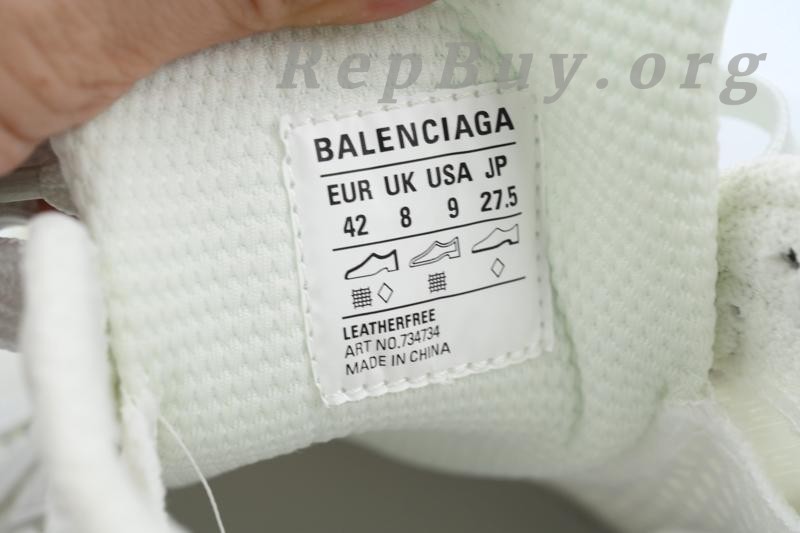 RepBuy.org
BALENCIAGA
EUR UK USA JP
42 8 9 27.5
LEATHERFREE
ART NO.734734
MADE IN CHINA